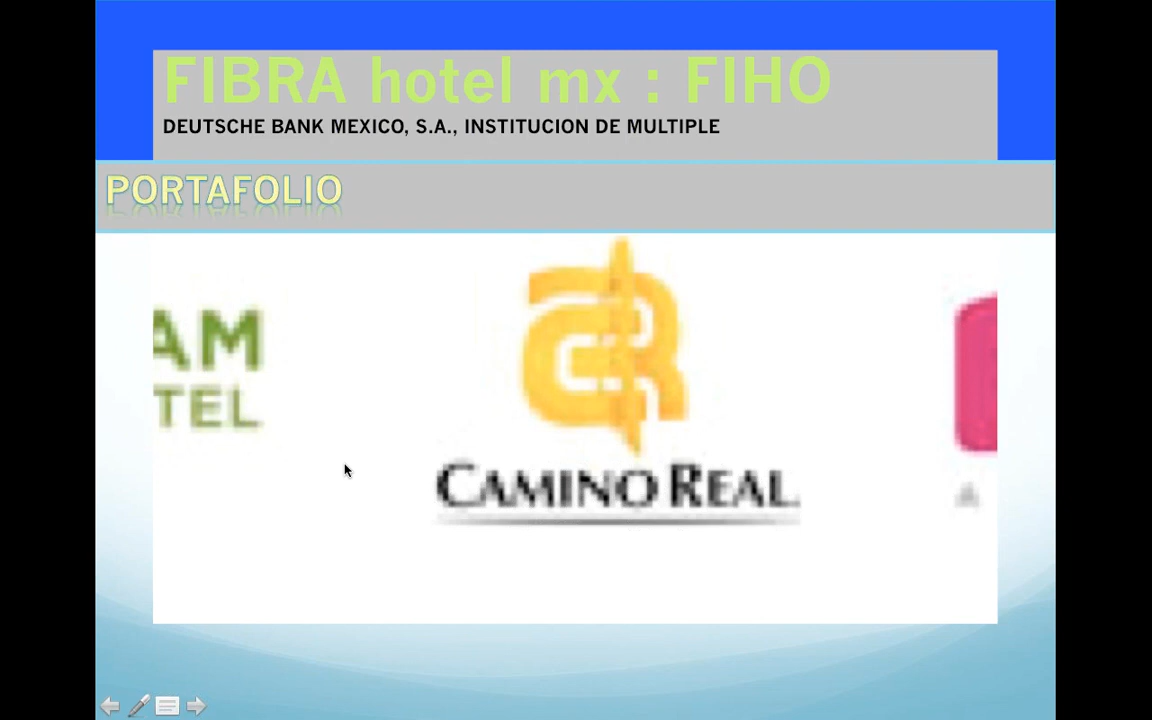 FIBRA hotel mx : FIHO
DEUTSCHE BANK MEXICO, S.A., INSTITUCION DE MULTIPLE
PORTAFOLIO
AM
TEL
CAMINO REAL